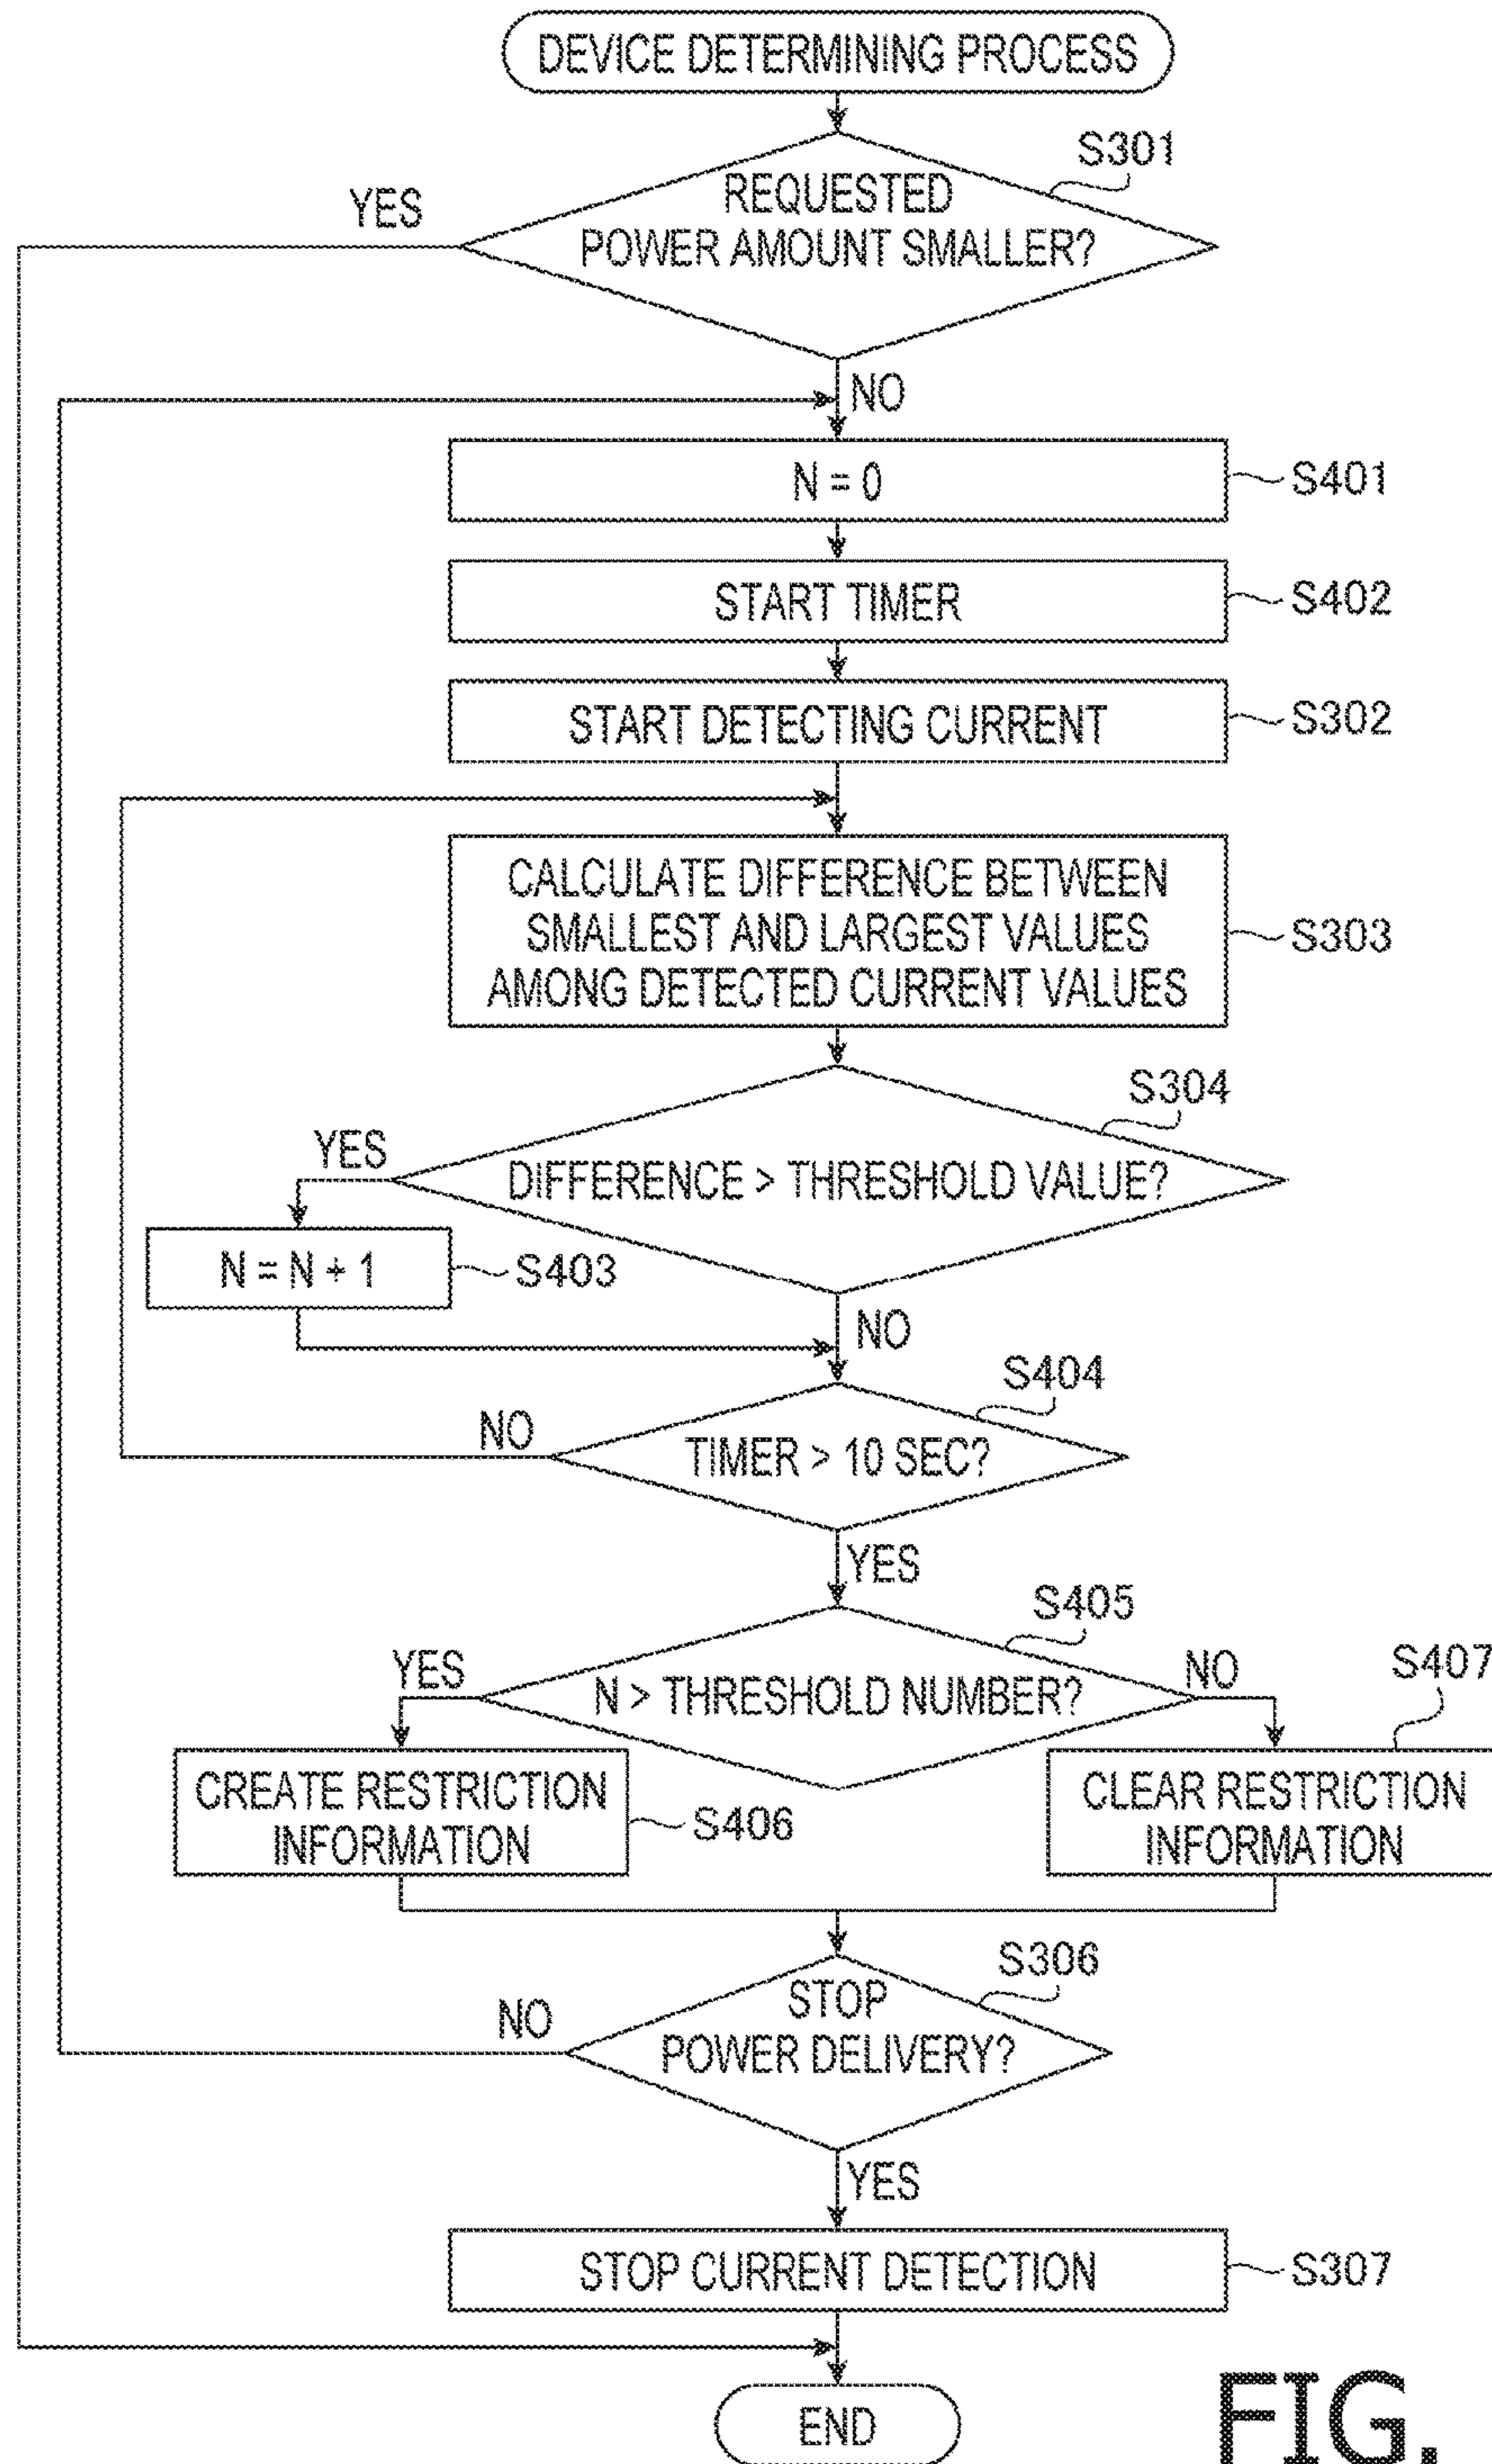 DEVICE DETERMINING PROCESS
S301
YES
REQUESTED
POWER AMOUNT SMALLER?
NO
N = 0
S401
START TIMER
S402
START DETECTING CURRENT
S302
CALCULATE DIFFERENCE BETWEEN
SMALLEST AND LARGEST VALUES
AMONG DETECTED CURRENT VALUES
S303
S304
YES
DIFFERENCE > THRESHOLD VALUE?
N = N + 1
S403
NO
S404
NO
TIMER > 10 SEC?
YES
S405
YES
N > THRESHOLD NUMBER?
NO
S407
CREATE RESTRICTION
INFORMATION
S406
CLEAR RESTRICTION
INFORMATION
S306
NO
STOP
POWER DELIVERY?
YES
STOP CURRENT DETECTION
S307
END
FIG.